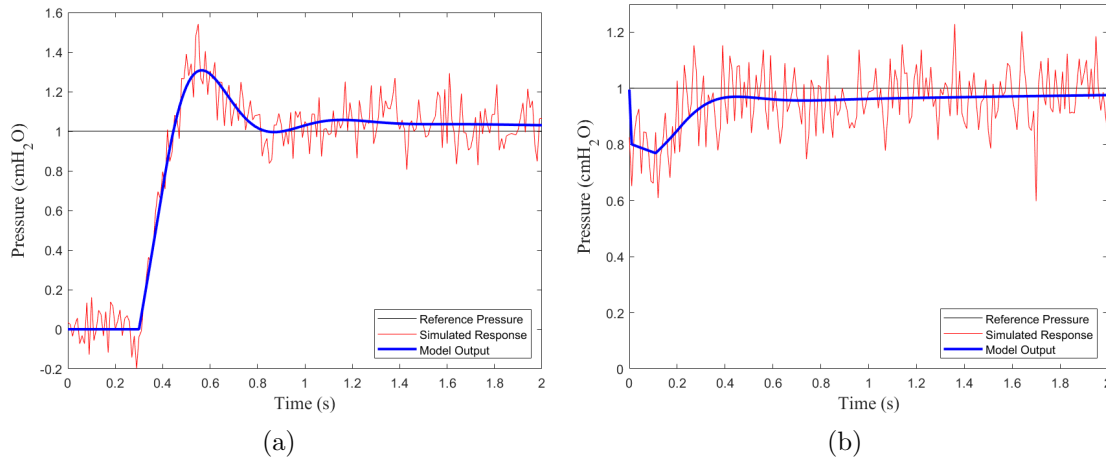 1.6
1.4
1.2
1
0.8
0.6
0.4
0.2
0
-0.2
Pressure (cmH2O)
0 0.2 0.4 0.6 0.8 1 1.2 1.4 1.6 1.8 2
Time (s)
Reference Pressure
Simulated Response
Model Output
(a)
1.2
1
0.8
0.6
0.4
0.2
0
Pressure (cmH2O)
0 0.2 0.4 0.6 0.8 1 1.2 1.4 1.6 1.8 2
Time (s)
Reference Pressure
Simulated Response
Model Output
(b)